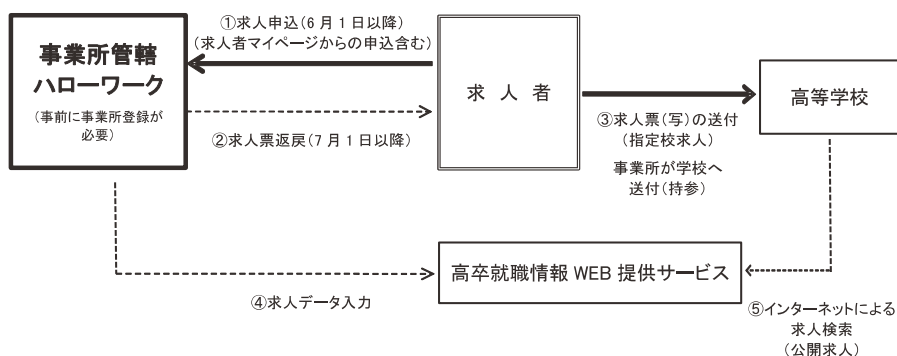 ①求人申込(6月1日以降)
(求人者マイページからの申込含む)
事業所管轄
ハローワーク
(事前に事業所登録が
必要)
求人者
高等学校
②求人票返戻(7月1日以降)
③求人票(写)の送付
(指定校求人)
事業所が学校へ
送付(持参)
高卒就職情報 WEB 提供サービス
④求人データ入力
⑤インターネットによる
求人検索
(公開求人)